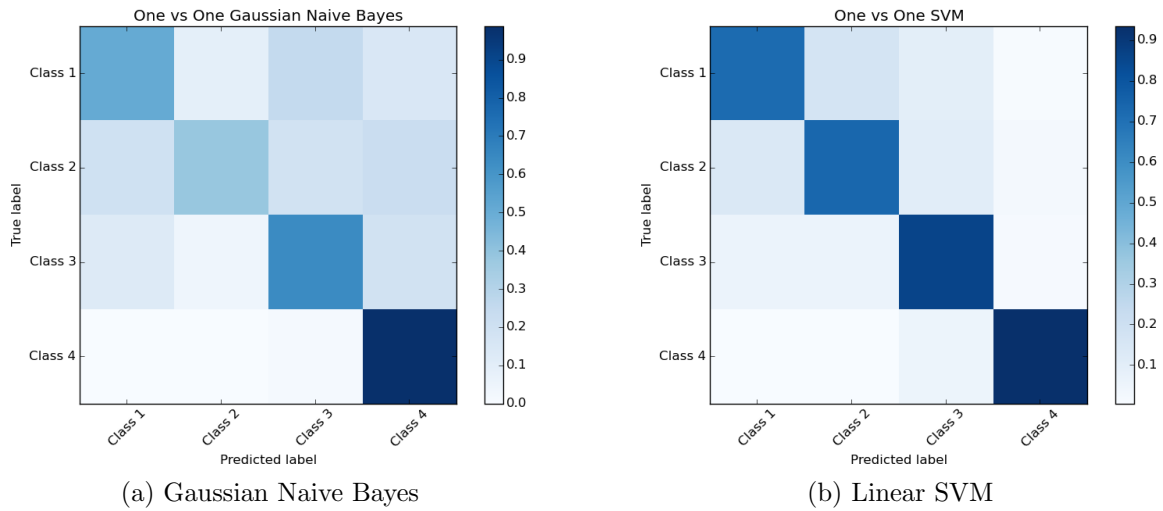 One vs One Gaussian Naive Bayes
Class 1
Class 2
Class 3
Class 4
True label
Class 1
Class 2
Class 3
Class 4
Predicted label
0.9
0.8
0.7
0.6
0.5
0.4
0.3
0.2
0.1
0.0
(a) Gaussian Naive Bayes
One vs One SVM
Class 1
Class 2
Class 3
Class 4
True label
Class 1
Class 2
Class 3
Class 4
Predicted label
0.9
0.8
0.7
0.6
0.5
0.4
0.3
0.2
0.1
(b) Linear SVM